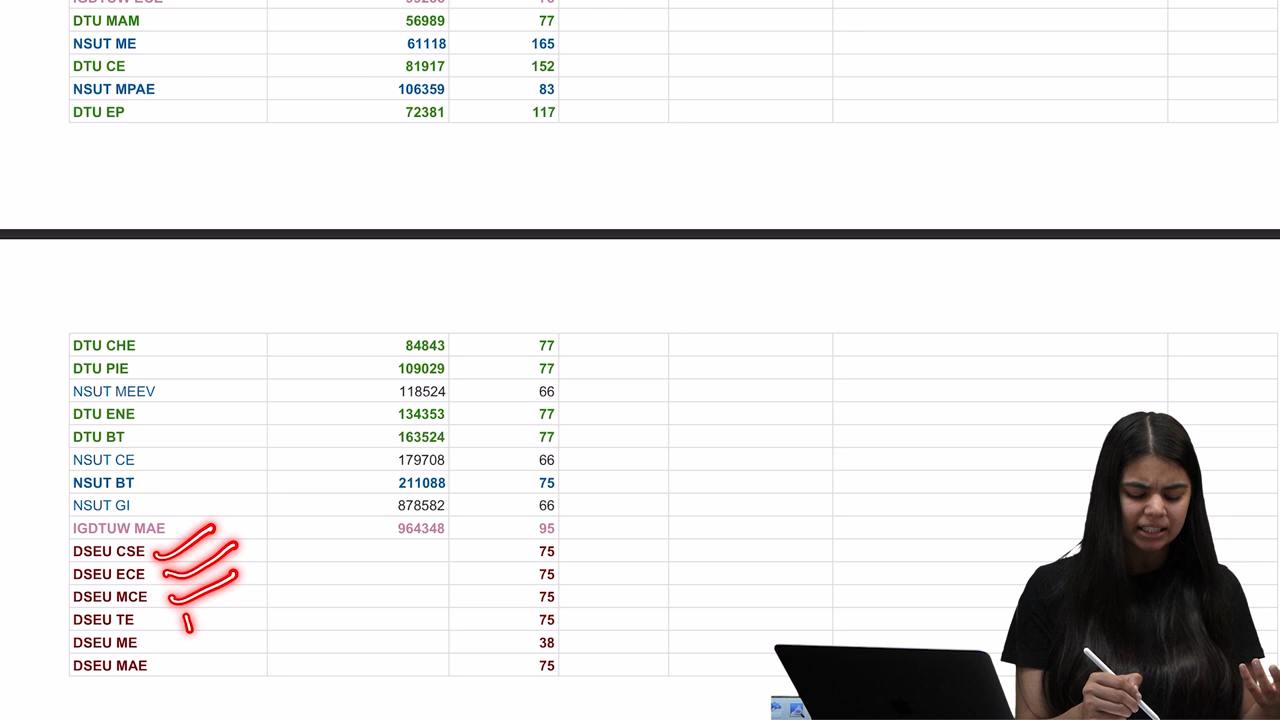 DTU MAM 56989 77
NSUT ME 61118 165
DTU CE 81917 152
NSUT MPAE 106359 83
DTU EP 72381 117
DTU CHE 84843 77
DTU PIE 109029 77
NSUT MEEV 118524 66
DTU ENE 134353 77
DTU BT 163524 77
NSUT CE 179708 66
NSUT BT 211088 75
NSUT GI 878582 66
IGDTUW MAE 964348 95
DSEU CSE 75
DSEU ECE 75
DSEU MCE 75
DSEU TE 75
DSEU ME 38
DSEU MAE 75